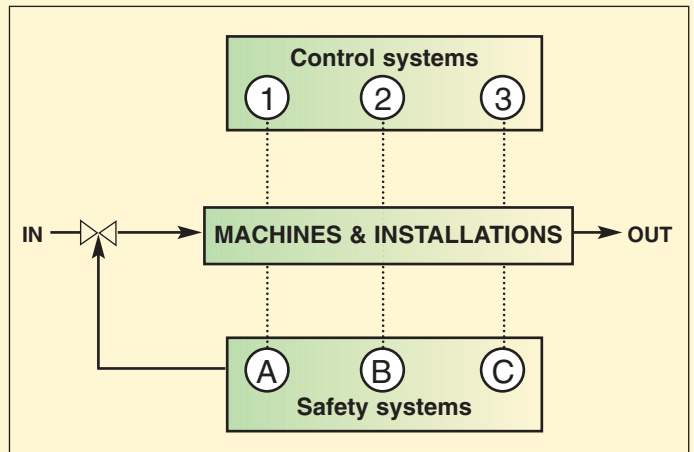 Control systems
1 2 3
IN MACHINES & INSTALLATIONS OUT
A B C
Safety systems